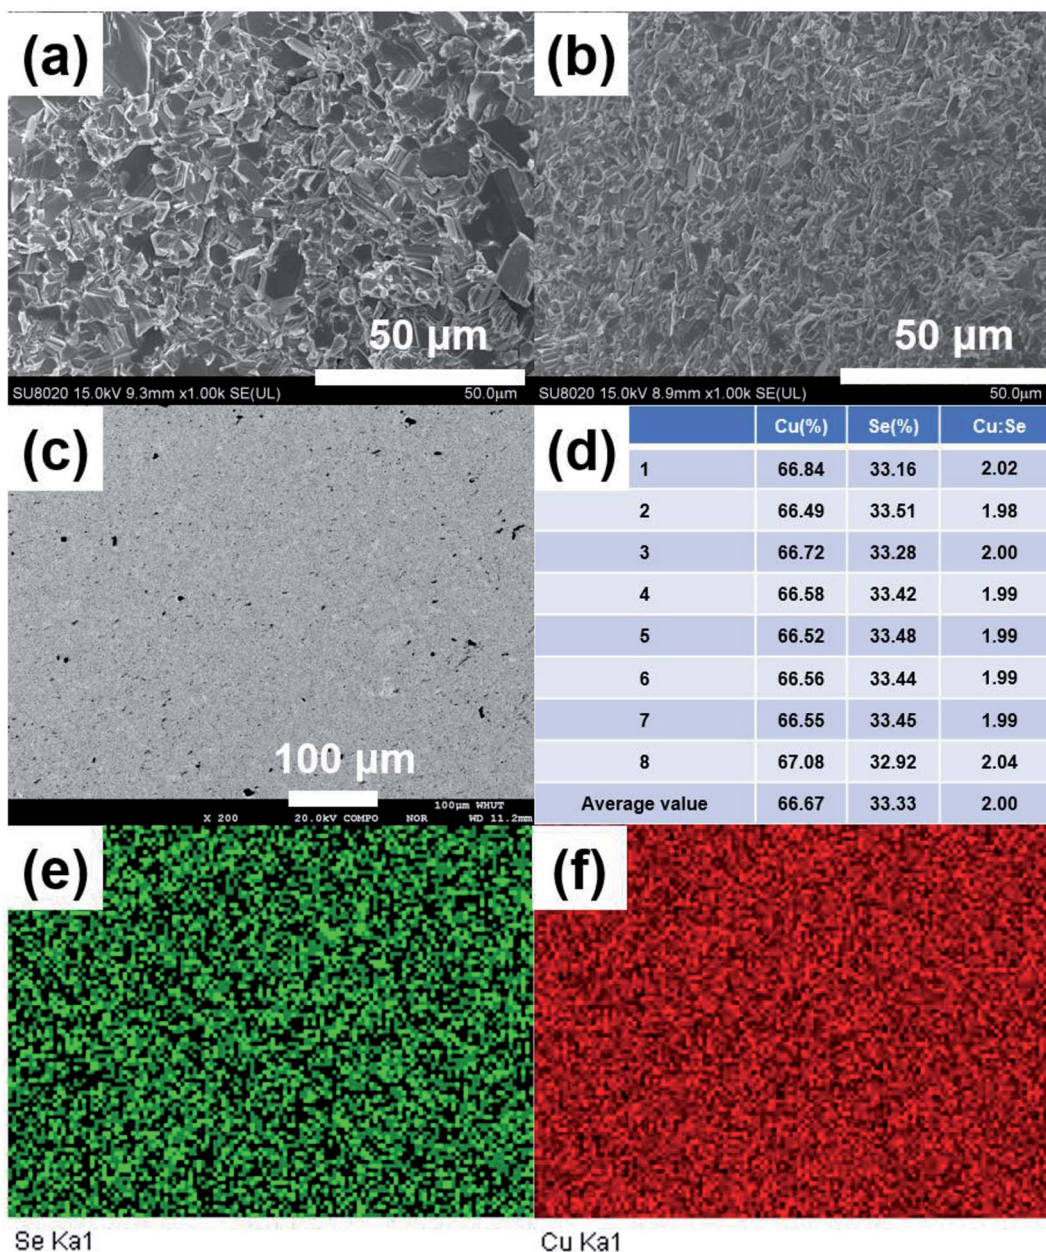 (a)
50 µm
SU8020 15.0kV 9.3mm x1.00k SE(UL) 50.0µm
(b)
50 µm
SU8020 15.0kV 8.9mm x1.00k SE(UL) 50.0µm
(c)
100 µm
100µm WHUT
X 200 20.0kV COMPO NOR WD 11.2mm
(d)
Cu(%) Se(%) Cu:Se
1 66.84 33.16 2.02
2 66.49 33.51 1.98
3 66.72 33.28 2.00
4 66.58 33.42 1.99
5 66.52 33.48 1.99
6 66.56 33.44 1.99
7 66.55 33.45 1.99
8 67.08 32.92 2.04
Average value 66.67 33.33 2.00
(e)
Se Ka1
(f)
Cu Ka1